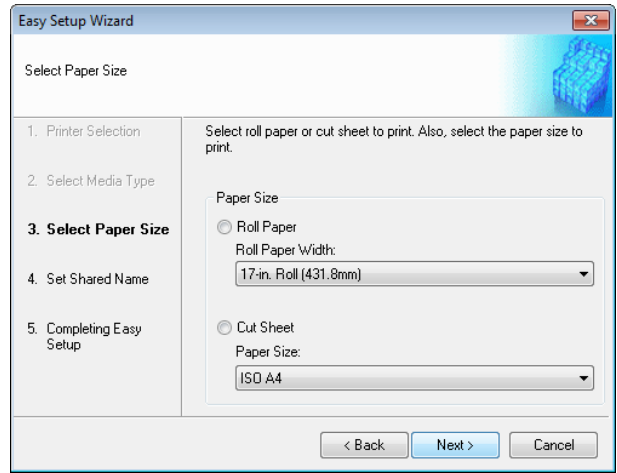 Easy Setup Wizard
Select Paper Size
1. Printer Selection
2. Select Media Type
3. Select Paper Size
4. Set Shared Name
5. Completing Easy
Setup
Select roll paper or cut sheet to print. Also, select the paper size to
print.
Paper Size
Roll Paper
Roll Paper Width:
17-in. Roll (431.8mm)
Cut Sheet
Paper Size:
ISO A4
< Back
Next >
Cancel